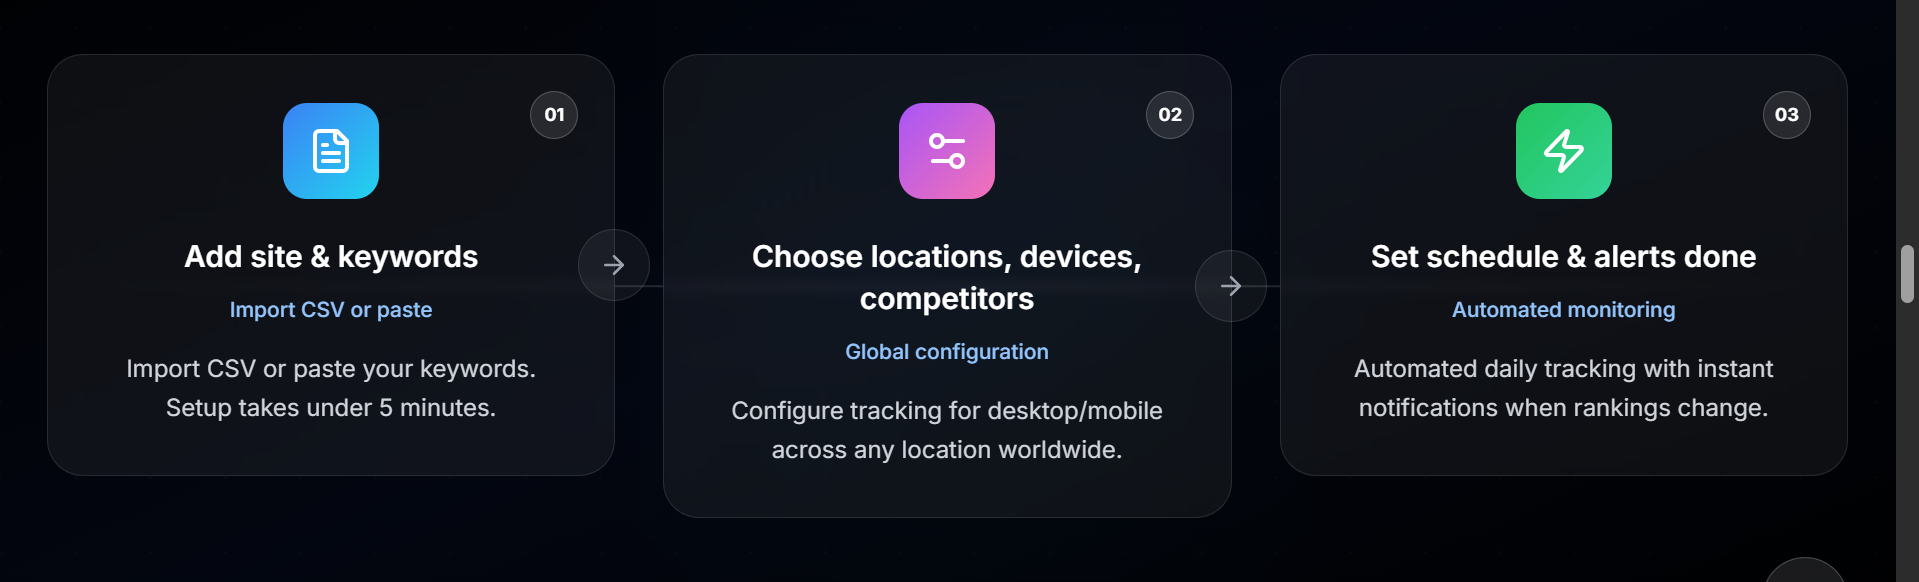 01
Add site & keywords
Import CSV or paste
Import CSV or paste your keywords.
Setup takes under 5 minutes.
02
Choose locations, devices,
competitors
Global configuration
Configure tracking for desktop/mobile
across any location worldwide.
03
Set schedule & alerts done
Automated monitoring
Automated daily tracking with instant
notifications when rankings change.